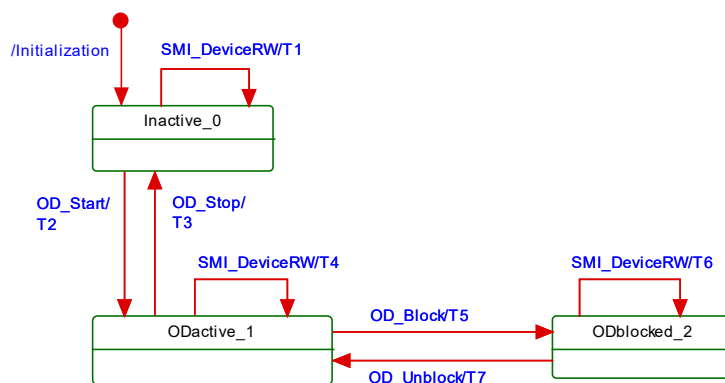 /Initialization
SMI_DeviceRW/T1
Inactive_0
OD_Start/
T2
OD_Stop/
T3
SMI_DeviceRW/T4
SMI_DeviceRW/T6
OD_Block/T5
ODactive_1
ODblocked_2
OD_Unblock/T7